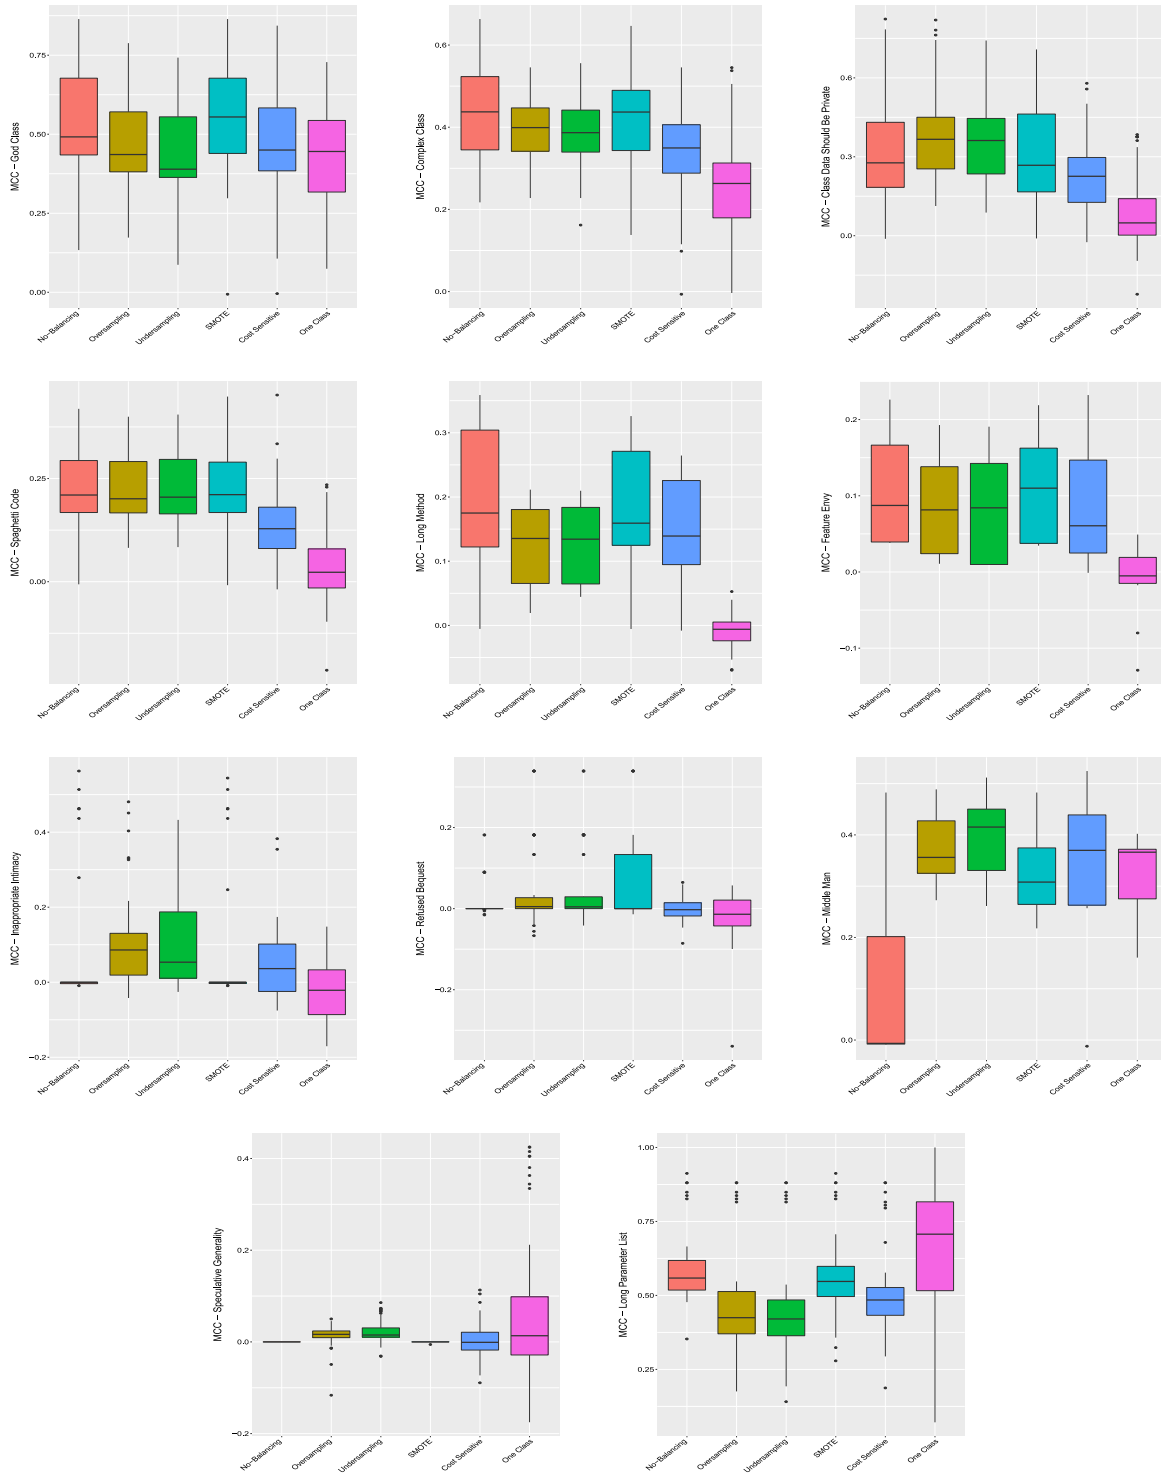 MCC – God Class
0.75
0.50
0.25
0.00
No−Balancing
Oversampling
Undersampling
SMOTE
Cost Sensitive
One Class
MCC – Complex Class
0.6
0.4
0.2
0.0
No−Balancing
Oversampling
Undersampling
SMOTE
Cost Sensitive
One Class
MCC – Class Data Should Be Private
0.6
0.3
0.0
No−Balancing
Oversampling
Undersampling
SMOTE
Cost Sensitive
One Class
MCC – Spaghetti Code
0.25
0.00
No−Balancing
Oversampling
Undersampling
SMOTE
Cost Sensitive
One Class
MCC – Long Method
0.3
0.2
0.1
0.0
No−Balancing
Oversampling
Undersampling
SMOTE
Cost Sensitive
One Class
MCC – Feature Envy
0.2
0.1
0.0
−0.1
No−Balancing
Oversampling
Undersampling
SMOTE
Cost Sensitive
One Class
MCC – Inappropriate Intimacy
0.4
0.2
0.0
−0.2
No−Balancing
Oversampling
Undersampling
SMOTE
Cost Sensitive
One Class
MCC – Refused Bequest
0.2
0.0
−0.2
No−Balancing
Oversampling
Undersampling
SMOTE
Cost Sensitive
One Class
MCC – Middle Man
0.4
0.2
0.0
No−Balancing
Oversampling
Undersampling
SMOTE
Cost Sensitive
One Class
MCC – Speculative Generality
0.4
0.2
0.0
−0.2
No−Balancing
Oversampling
Undersampling
SMOTE
Cost Sensitive
One Class
MCC – Long Parameter List
1.00
0.75
0.50
0.25
No−Balancing
Oversampling
Undersampling
SMOTE
Cost Sensitive
One Class